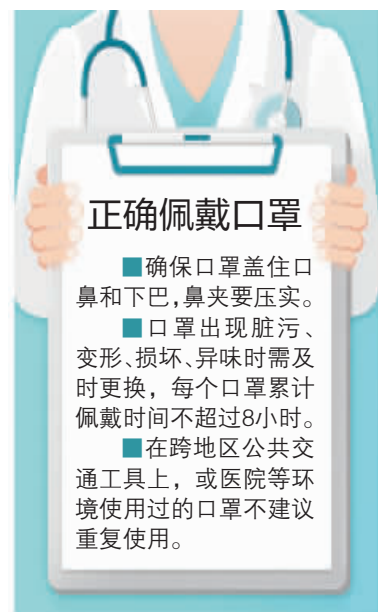 正确佩戴口罩
■确保口罩盖住口
鼻和下巴,鼻夹要压实。
■口罩出现脏污、
变形、损坏、异味时需及
时更换，每个口罩累计
佩戴时间不超过8小时。
■在跨地区公共交
通工具上，或医院等环
境使用过的口罩不建议
重复使用。